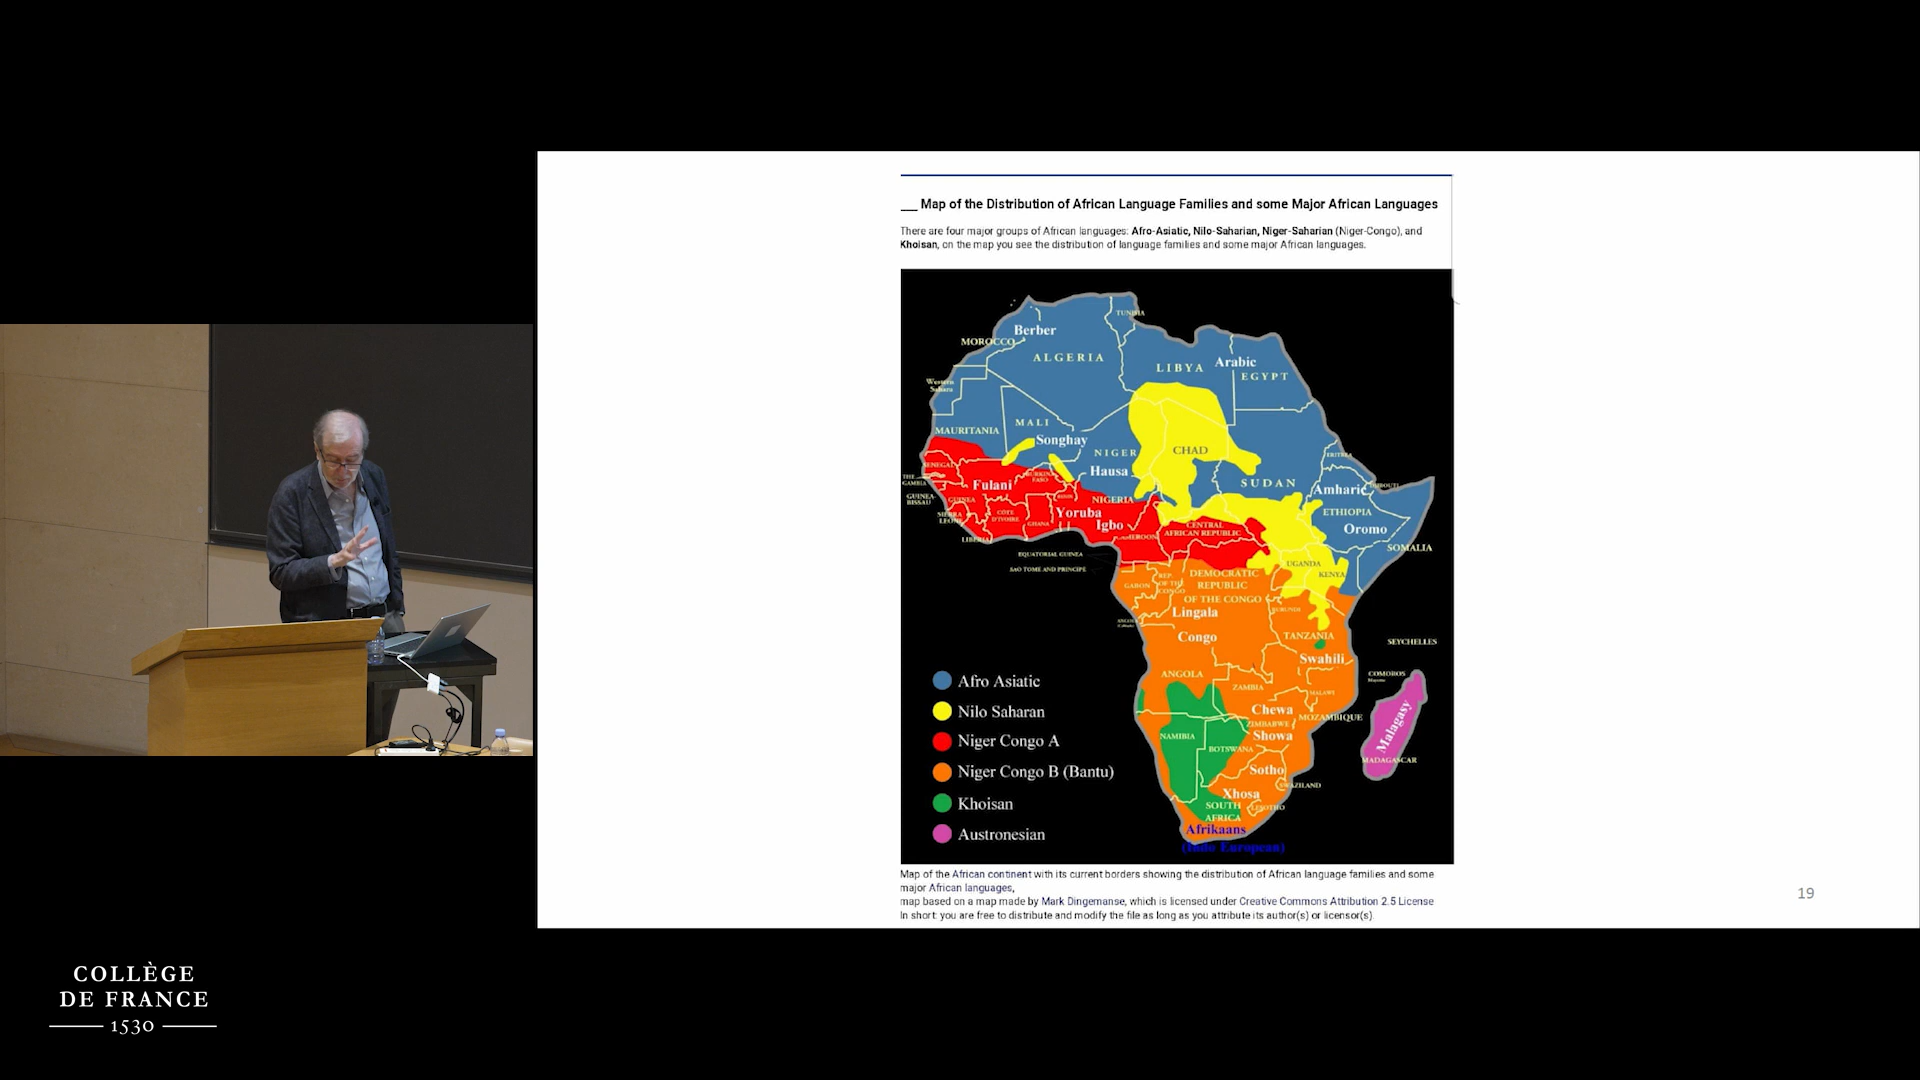 ___ Map of the Distribution of African Language Families and some Major African Languages
There are four major groups of African languages: Afro-Asiatic, Nilo-Saharian, Niger-Saharian (Niger-Congo), and
Khoisan, on the map you see the distribution of language families and some major African languages.
TUNISIA
Berber
MOROCCO
ALGERIA
LIBYA
Arabic
EGYPT
Western
Sahara
MALI
MAURITANIA
Songhay
NIGER
CHAD
ERITREA
SENEGAL
Hausa
THE
GAMBIA
BURKINA
FASO
SUDAN
Amharic
DJIBOUTI
Fulani
GUINEA-
BISSAU
GUINEA
BENIN
NIGERIA
Yoruba
ETHIOPIA
SIERRA
LEONE
CÔTE
D'IVOIRE
GHANA
Igbo
CENTRAL
AFRICAN REPUBLIC
Oromo
LIBERIA
CAMEROON
SOMALIA
EQUATORIAL GUINEA
SAO TOME AND PRINCIPE
UGANDA
KENYA
GABON
REP.
OF THE
CONGO
DEMOCRATIC
REPUBLIC
OF THE CONGO
Lingala
BURUNDI
Congo
TANZANIA
SEYCHELLES
Swahili
ANGOLA
COMOROS
ZAMBIA
MALAWI
Chewa
MOZAMBIQUE
ZIMBABWE
Malagasy
NAMIBIA
Showa
BOTSWANA
MADAGASCAR
Sotho
SWAZILAND
Xhosa
SOUTH
AFRICA
LESOTHO
Afrikaans
(Indo European)
Afro Asiatic
Nilo Saharan
Niger Congo A
Niger Congo B (Bantu)
Khoisan
Austronesian
Map of the African continent with its current borders showing the distribution of African language families and some
major African languages,
map based on a map made by Mark Dingemanse, which is licensed under Creative Commons Attribution 2.5 License
In short: you are free to distribute and modify the file as long as you attribute its author(s) or licensor(s).
19
COLLÈGE
DE FRANCE
1530